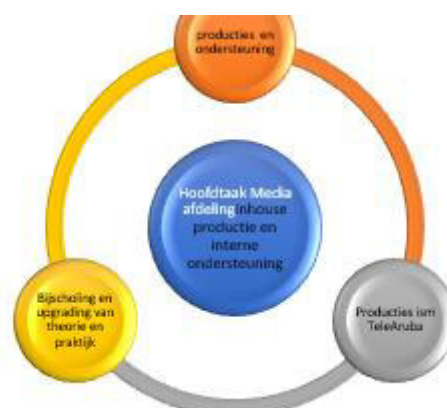 producties en
ondersteuning
Hoofdtaak Media
afdeling inhouse
productie en
interne
ondersteuning
Bijscholing en
upgrading van
theorie en
praktijk
Producties ism
TeleAruba